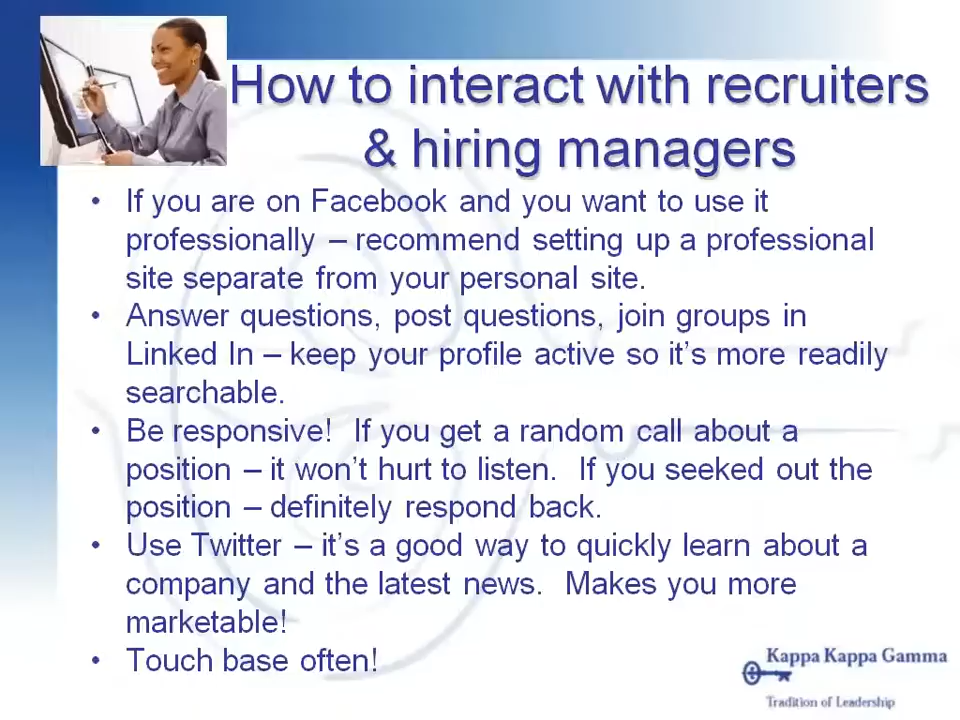 How to interact with recruiters
& hiring managers
• If you are on Facebook and you want to use it
professionally – recommend setting up a professional
site separate from your personal site.
• Answer questions, post questions, join groups in
Linked In – keep your profile active so it's more readily
searchable.
• Be responsive!  If you get a random call about a
position – it won't hurt to listen.  If you seeked out the
position – definitely respond back.
• Use Twitter – it's a good way to quickly learn about a
company and the latest news.  Makes you more
marketable!
• Touch base often!
Kappa Kappa Gamma
Tradition of Leadership